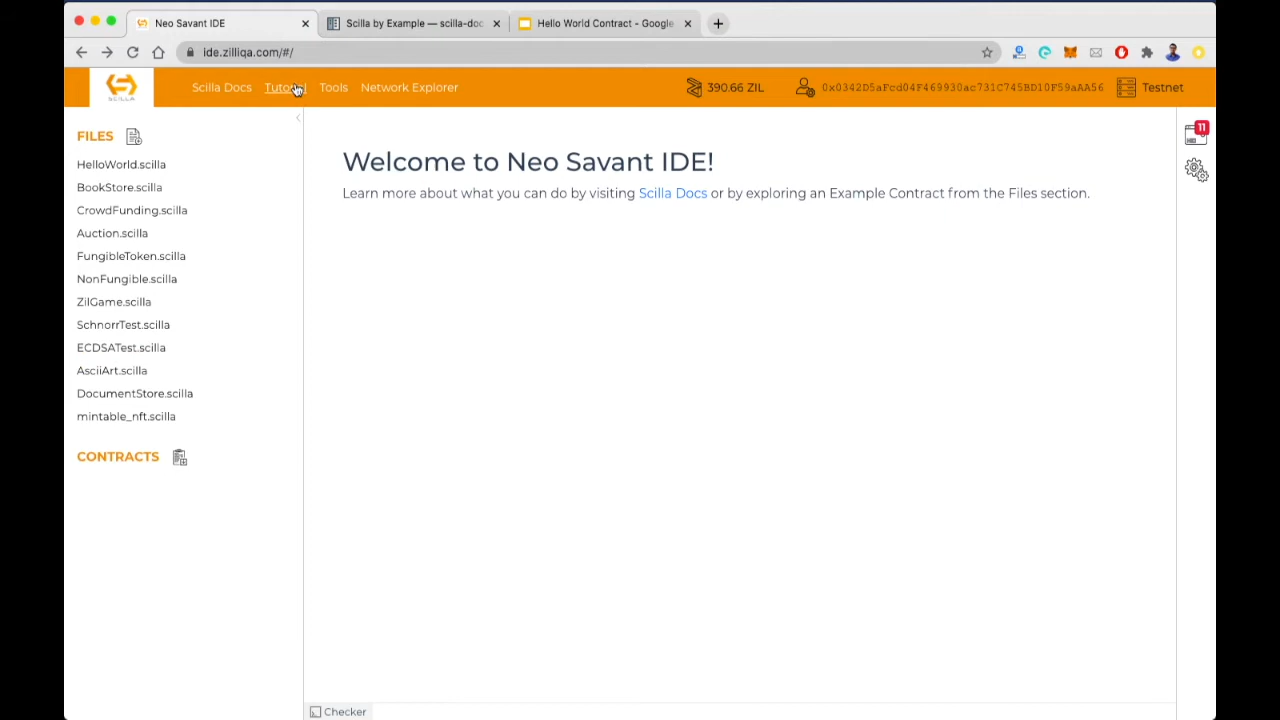 Neo Savant IDE
Scilla by Example — scilla-doc
Hello World Contract - Google
ide.zilliqa.com/#/
SCILLA
Scilla Docs
Tutorial
Tools
Network Explorer
390.66 ZIL
0x0342D5aFcd04F469930ac731C745BD10F59aAA56
Testnet
11
FILES
HelloWorld.scilla
BookStore.scilla
CrowdFunding.scilla
Auction.scilla
FungibleToken.scilla
NonFungible.scilla
ZilGame.scilla
SchnorrTest.scilla
ECDSATest.scilla
AsciiArt.scilla
DocumentStore.scilla
mintable_nft.scilla
CONTRACTS
Welcome to Neo Savant IDE!
Learn more about what you can do by visiting Scilla Docs or by exploring an Example Contract from the Files section.
Checker